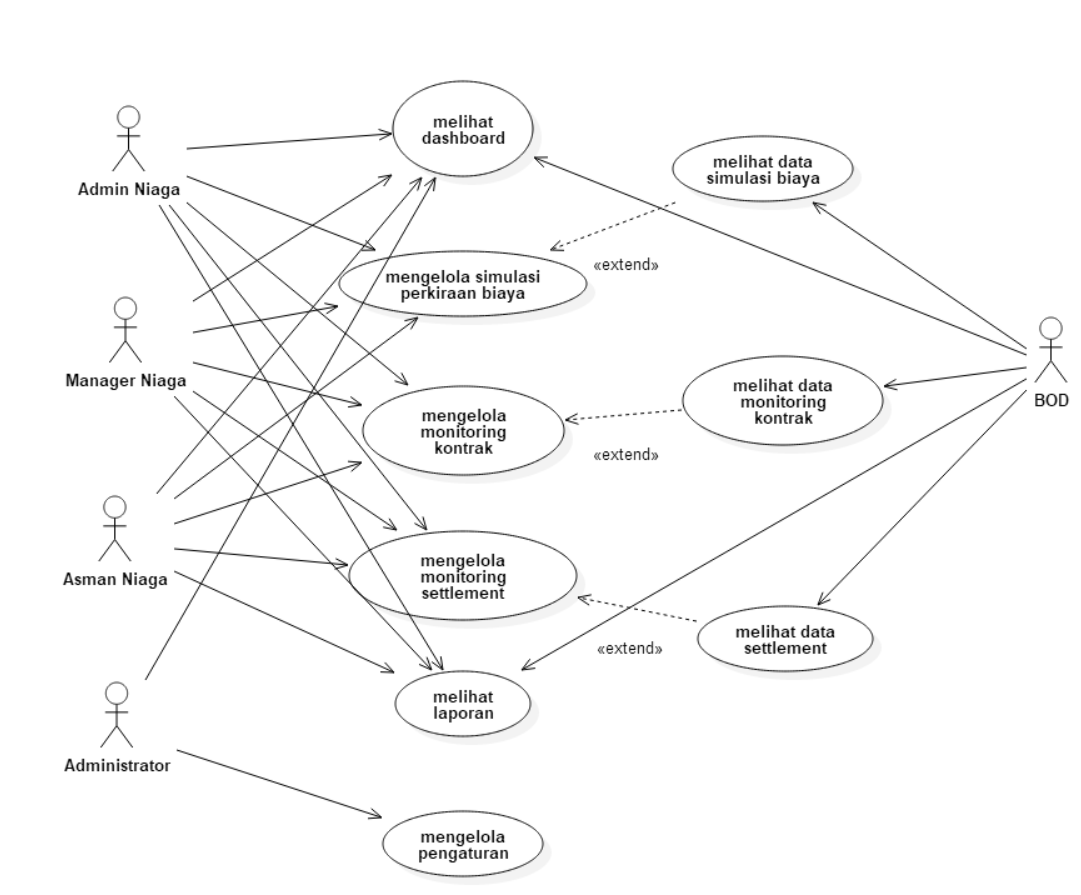 melihat
dashboard
Admin Niaga
melihat data
simulasi biaya
«extend»
mengelola simulasi
perkiraan biaya
Manager Niaga
melihat data
monitoring
kontrak
BOD
mengelola
monitoring
kontrak
«extend»
Asman Niaga
mengelola
monitoring
settlement
melihat data
settlement
«extend»
melihat
laporan
Administrator
mengelola
pengaturan